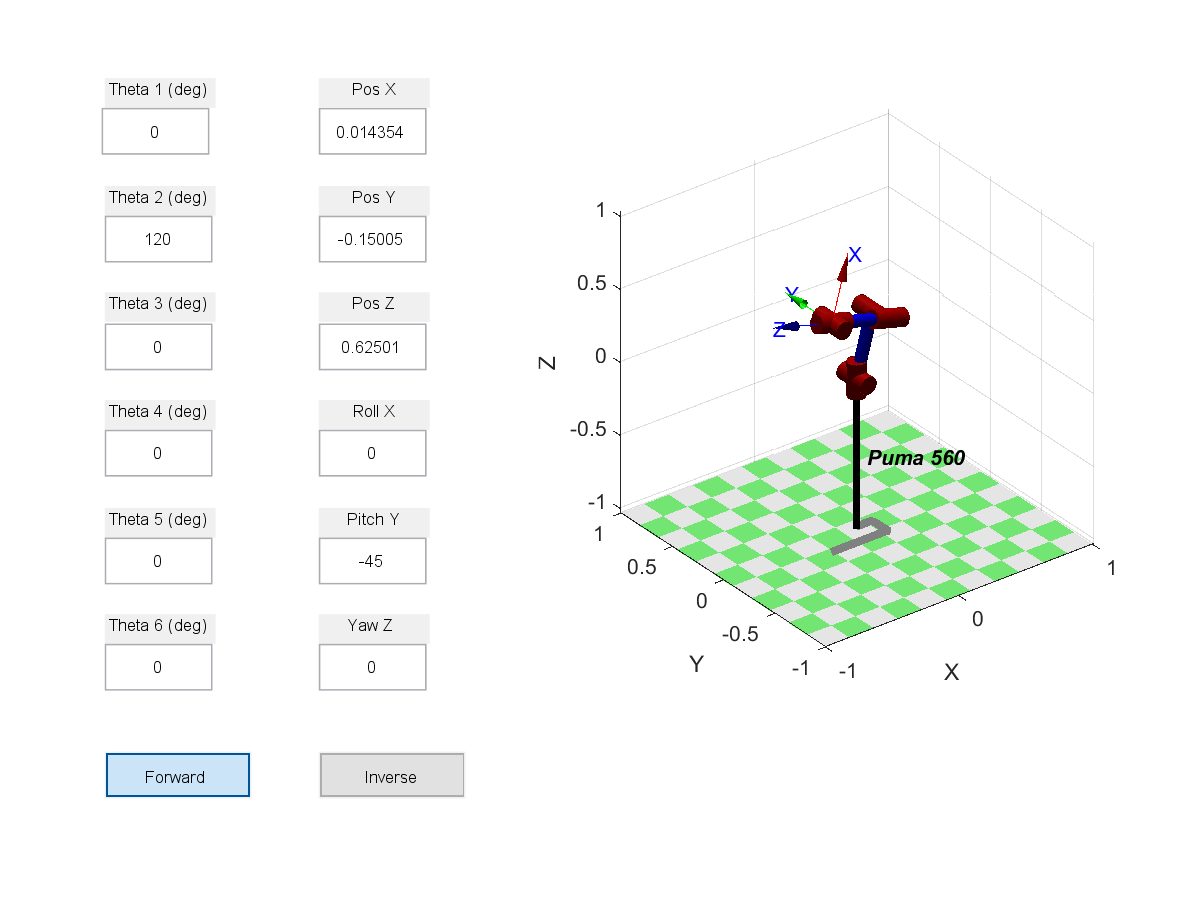 Theta 1 (deg)
0
Pos X
0.014354
Theta 2 (deg)
120
Pos Y
-0.15005
Theta 3 (deg)
0
Pos Z
0.62501
Theta 4 (deg)
0
Roll X
0
Theta 5 (deg)
0
Pitch Y
-45
Theta 6 (deg)
0
Yaw Z
0
Forward
Inverse
1
0.5
0
-0.5
-1
Z
X
Y
Z
Puma 560
1
0.5
0
-0.5
-1
Y
-1
0
1
X